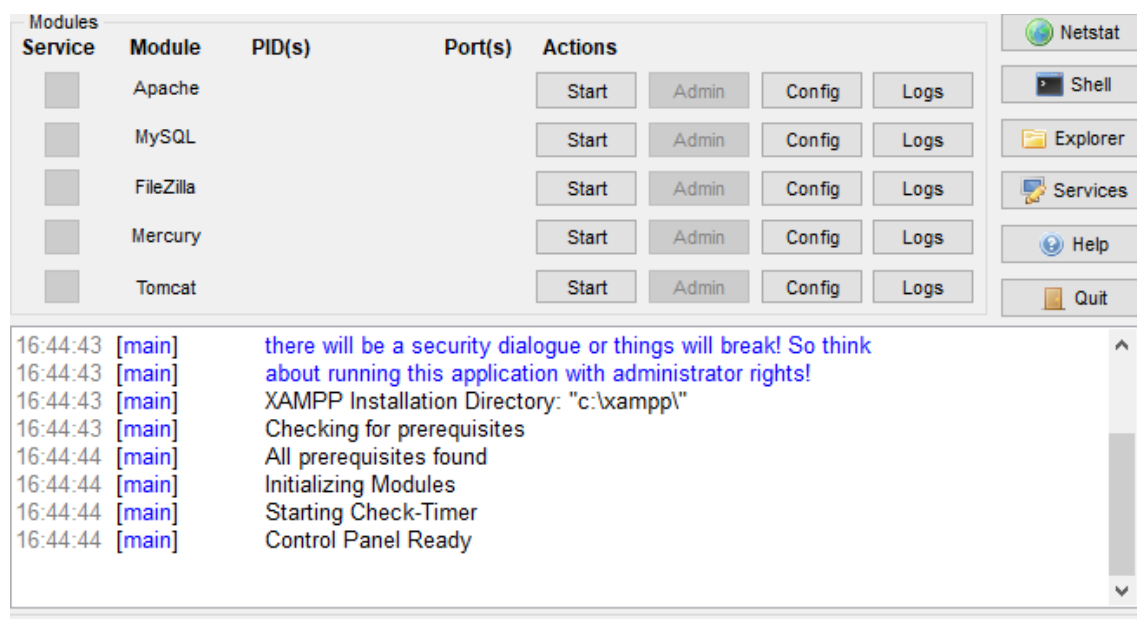 Modules
Service Module PID(s) Port(s) Actions
Netstat
Apache Start Admin Config Logs
Shell
MySQL Start Admin Config Logs
Explorer
FileZilla Start Admin Config Logs
Services
Mercury Start Admin Config Logs
Help
Tomcat Start Admin Config Logs
Quit
16:44:43 [main] there will be a security dialogue or things will break! So think
16:44:43 [main] about running this application with administrator rights!
16:44:43 [main] XAMPP Installation Directory: "c:\xampp\"
16:44:43 [main] Checking for prerequisites
16:44:44 [main] All prerequisites found
16:44:44 [main] Initializing Modules
16:44:44 [main] Starting Check-Timer
16:44:44 [main] Control Panel Ready